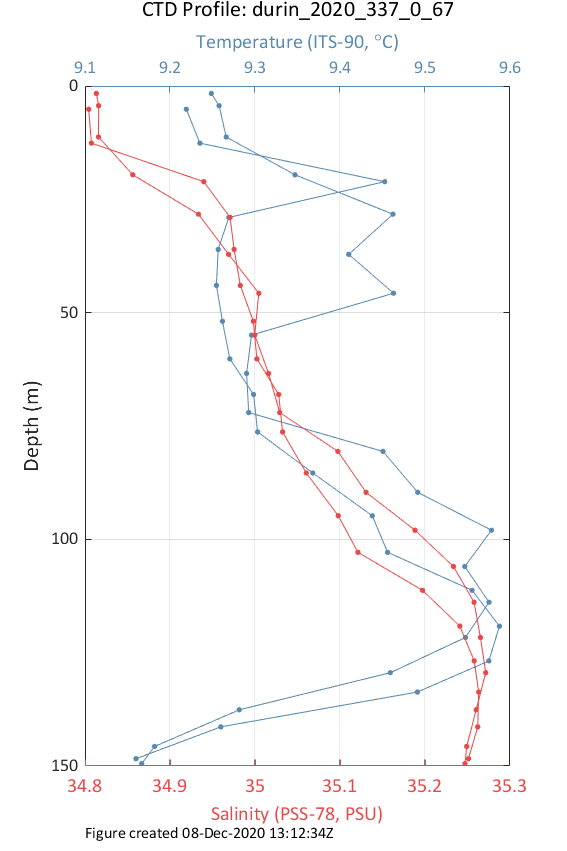 CTD Profile: durin_2020_337_0_67
Temperature (ITS-90, °C)
9.1 9.2 9.3 9.4 9.5 9.6
0
50
100
150
Depth (m)
34.8 34.9 35 35.1 35.2 35.3
Salinity (PSS-78, PSU)
Figure created 08-Dec-2020 13:12:34Z